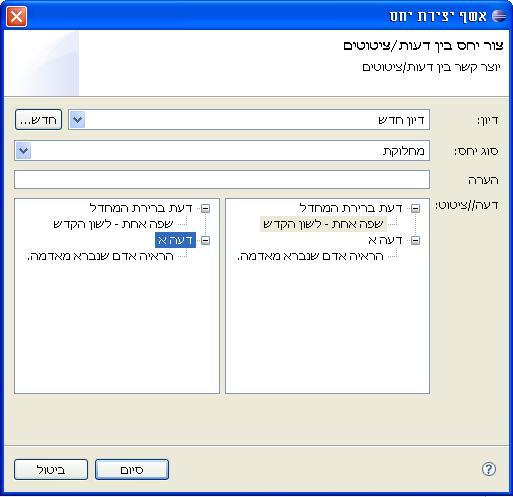 אשף יצירת יחס
צור יחס בין דעות/ציטוטים
יוצר קשר בין דעות/ציטוטים
דיון:
דיון חדש
חדש...
סוג יחס:
מחלוקת
הערה
דעה//ציטוט:
דעת ברירת המחדל
שפה אחת - לשון הקדש
דעה א
הראיה אדם שנברא מאדמה.
דעת ברירת המחדל
שפה אחת - לשון הקדש
דעה א
הראיה אדם שנברא מאדמה.
?
סיום
ביטול